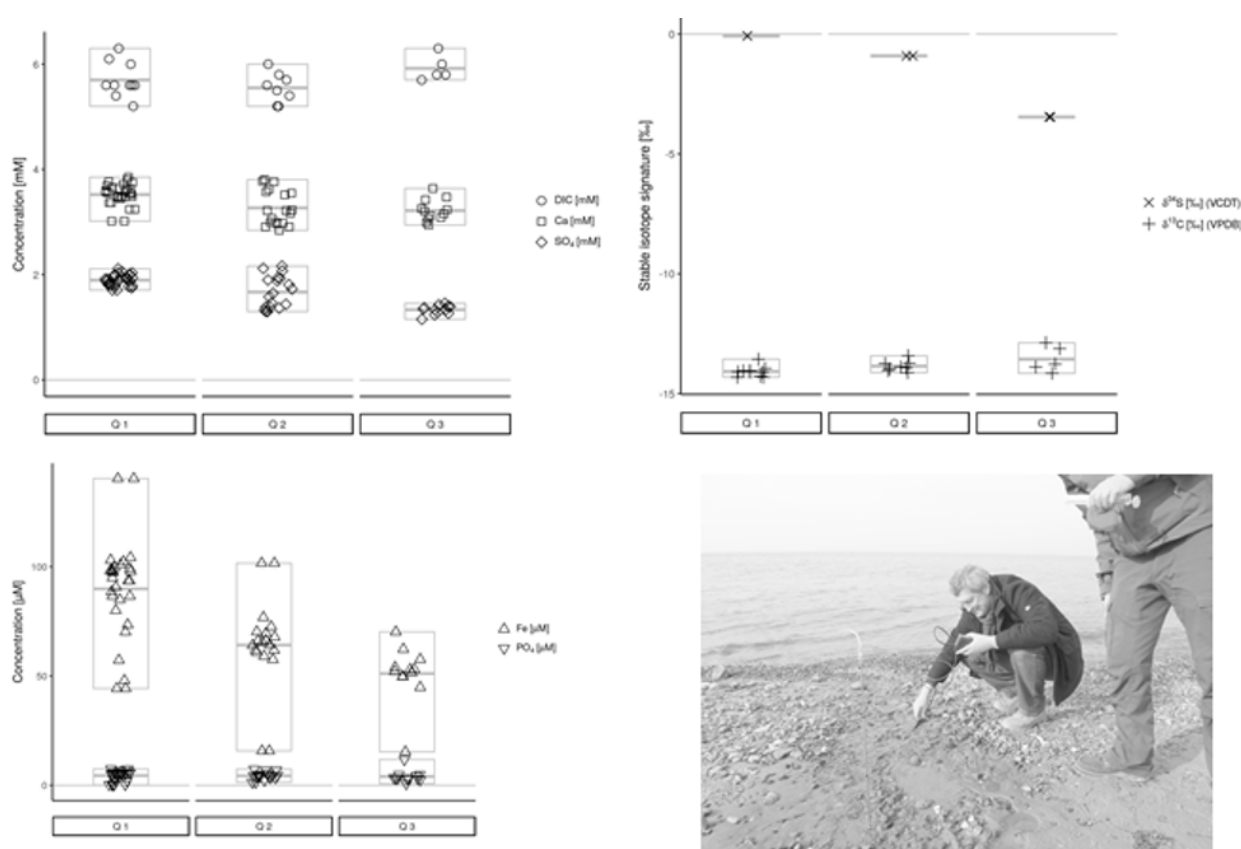 Concentration [mM]
6
4
2
0
Q 1
Q 2
Q 3
DIC [mM]
Ca [mM]
SO₄ [mM]
Stable isotope signature [‰]
0
-5
-10
-15
Q 1
Q 2
Q 3
δ³⁴S [‰] (VCDT)
δ¹³C [‰] (VPDB)
Concentration [µM]
100
50
0
Q 1
Q 2
Q 3
Fe [µM]
PO₄ [µM]